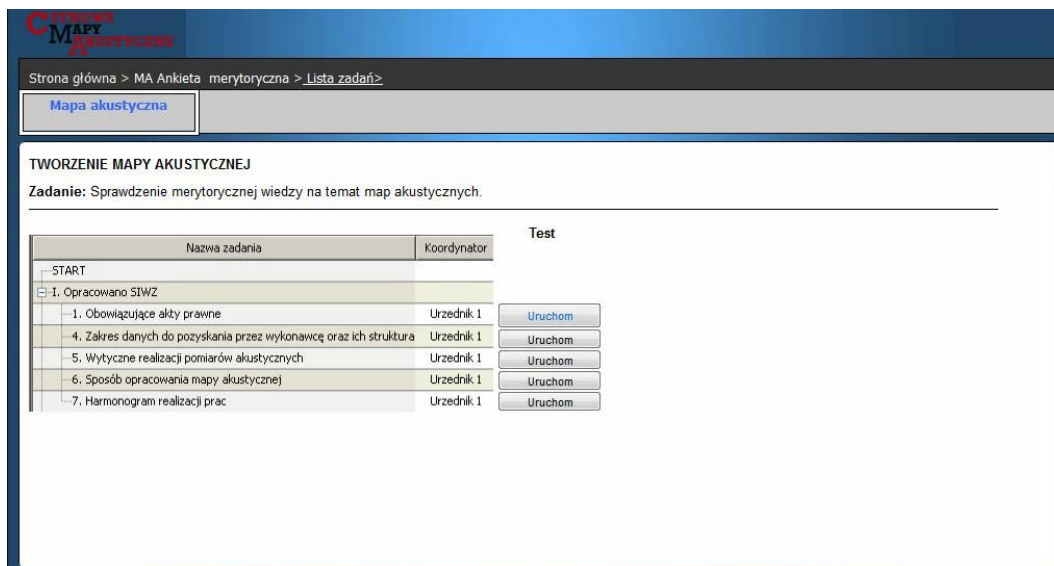 CYFROWE
MAPY
AKUSTYCZNE
Strona główna > MA Ankieta merytoryczna > Lista zadań>
Mapa akustyczna
TWORZENIE MAPY AKUSTYCZNEJ
Zadanie: Sprawdzenie merytorycznej wiedzy na temat map akustycznych.
Test
Nazwa zadania Koordynator
START
I. Opracowano SIWZ
1. Obowiązujące akty prawne Urzednik 1 Uruchom
4. Zakres danych do pozyskania przez wykonawcę oraz ich struktura Urzednik 1 Uruchom
5. Wytyczne realizacji pomiarów akustycznych Urzednik 1 Uruchom
6. Sposób opracowania mapy akustycznej Urzednik 1 Uruchom
7. Harmonogram realizacji prac Urzednik 1 Uruchom